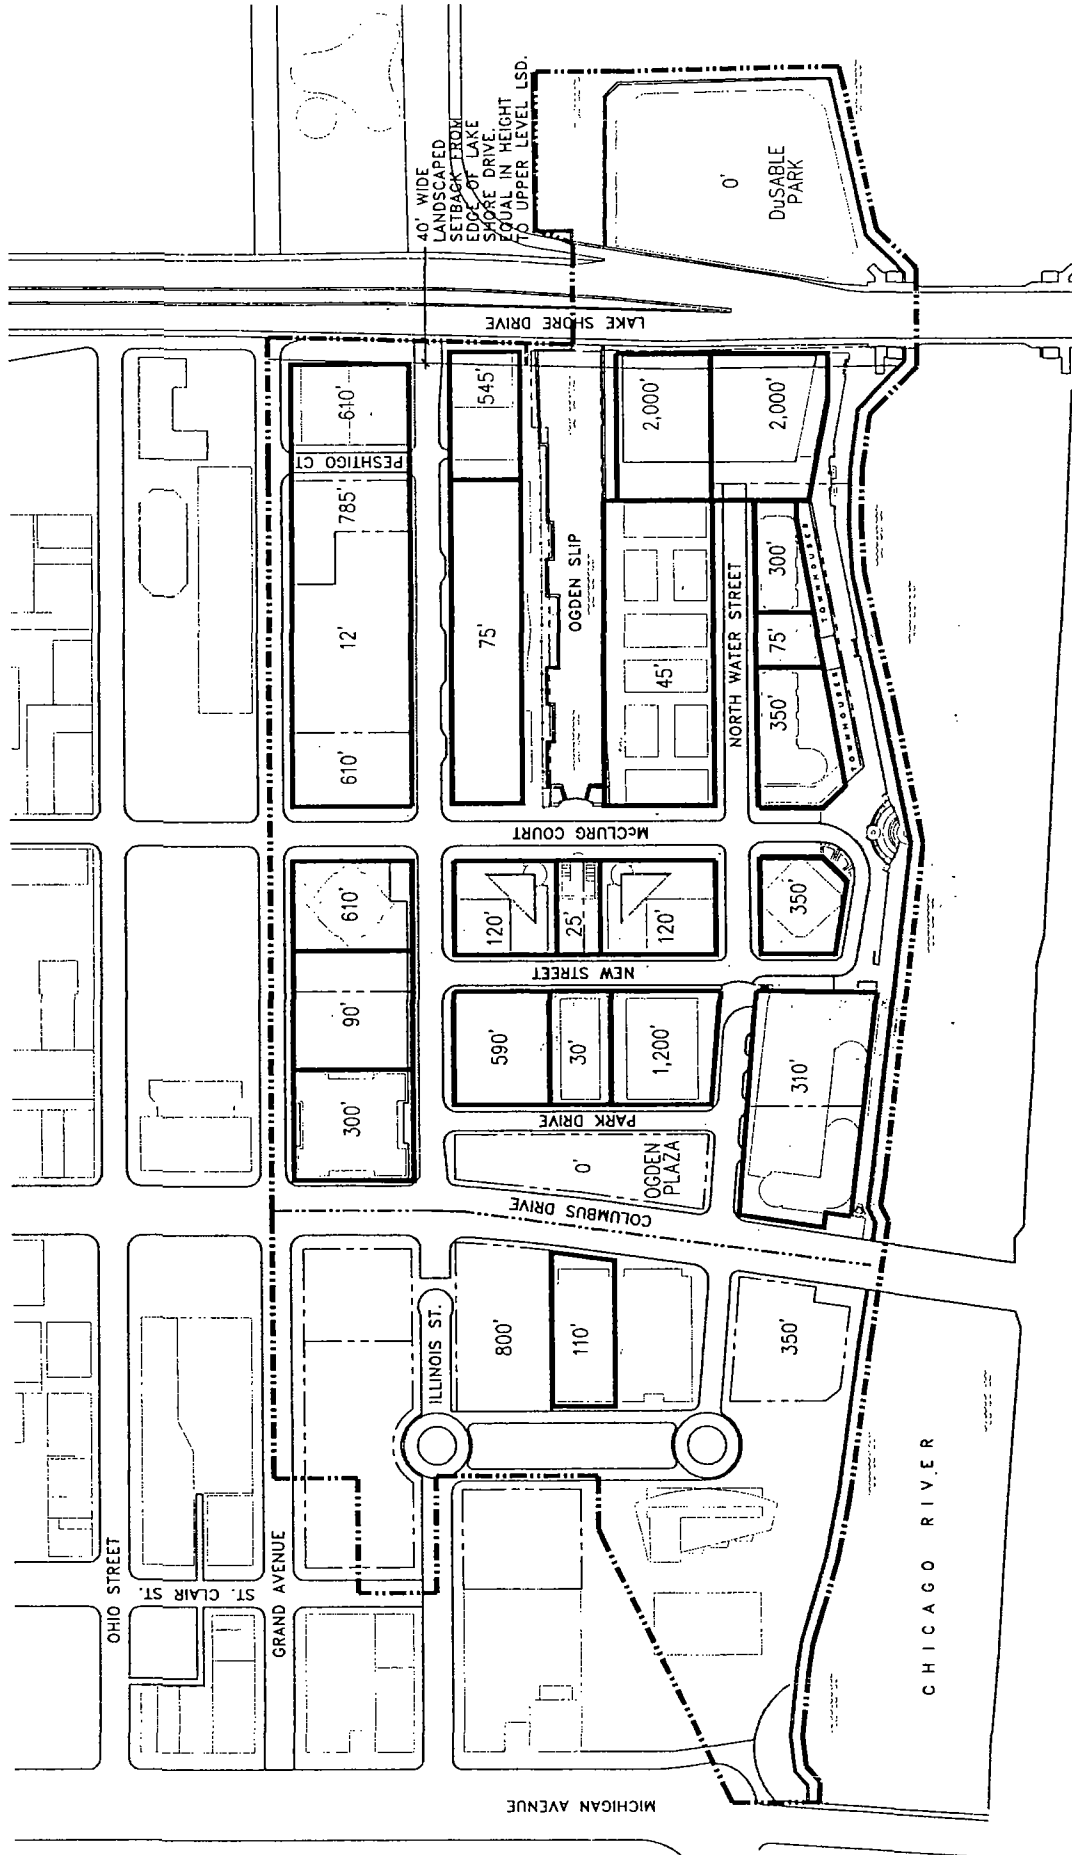 40' WIDE
LANDSCAPED
SETBACK FROM
EDGE OF LAKE
SHORE DRIVE.
EQUAL IN HEIGHT
TO UPPER LEVEL LSD.
0'
DuSABLE
PARK
LAKE SHORE DRIVE
610'
545'
2,000'
2,000'
PESHTIGO CT
785'
12'
610'
75'
OGDEN SLIP
45'
NORTH WATER STREET
300'
75'
350'
TOWNHOUSES
TOWNHOUSES
McCLURG COURT
610'
120'
25'
120'
350'
NEW STREET
90'
300'
590'
30'
1,200'
310'
PARK DRIVE
0'
OGDEN
PLAZA
COLUMBUS DRIVE
ILLINOIS ST.
800'
110'
350'
OHIO STREET
ST. CLAIR ST.
GRAND AVENUE
CHICAGO RIVER
MICHIGAN AVENUE